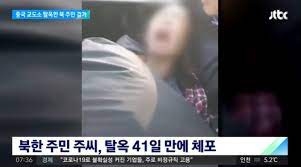 중국 교도소 탈옥한 북 주민 검거
jtbc
북한 주민 주씨, 탈옥 41일 만에 체포
07:36 "코로나19로 불확실성 커진 기업들, 주로 비정규직 고용"